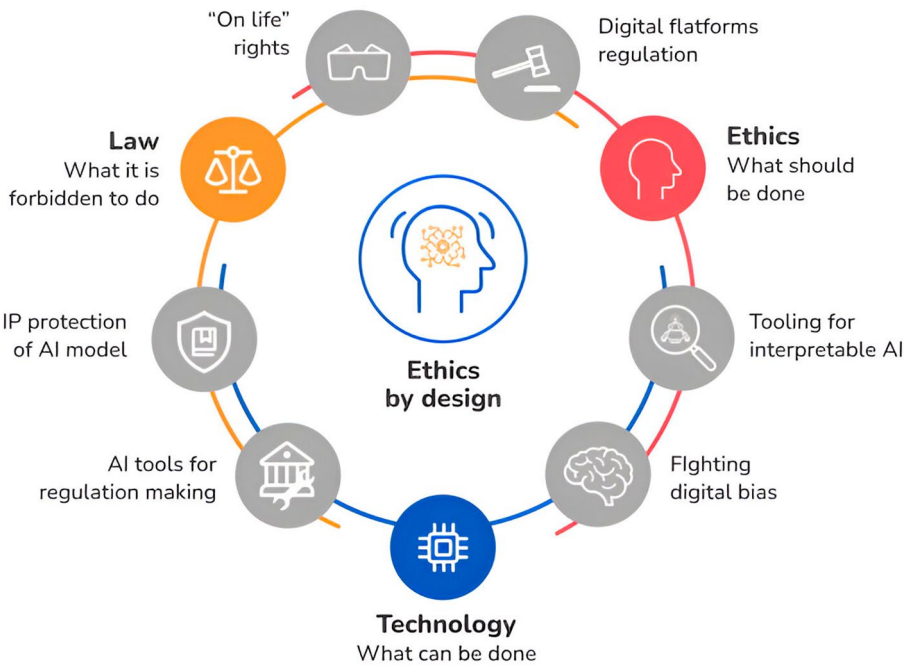 “On life”
rights
Digital flatforms
regulation
Law
What it is
forbidden to do
Ethics
What should
be done
IP protection
of AI model
Tooling for
interpretable AI
Ethics
by design
AI tools for
regulation making
FIghting
digital bias
Technology
What can be done